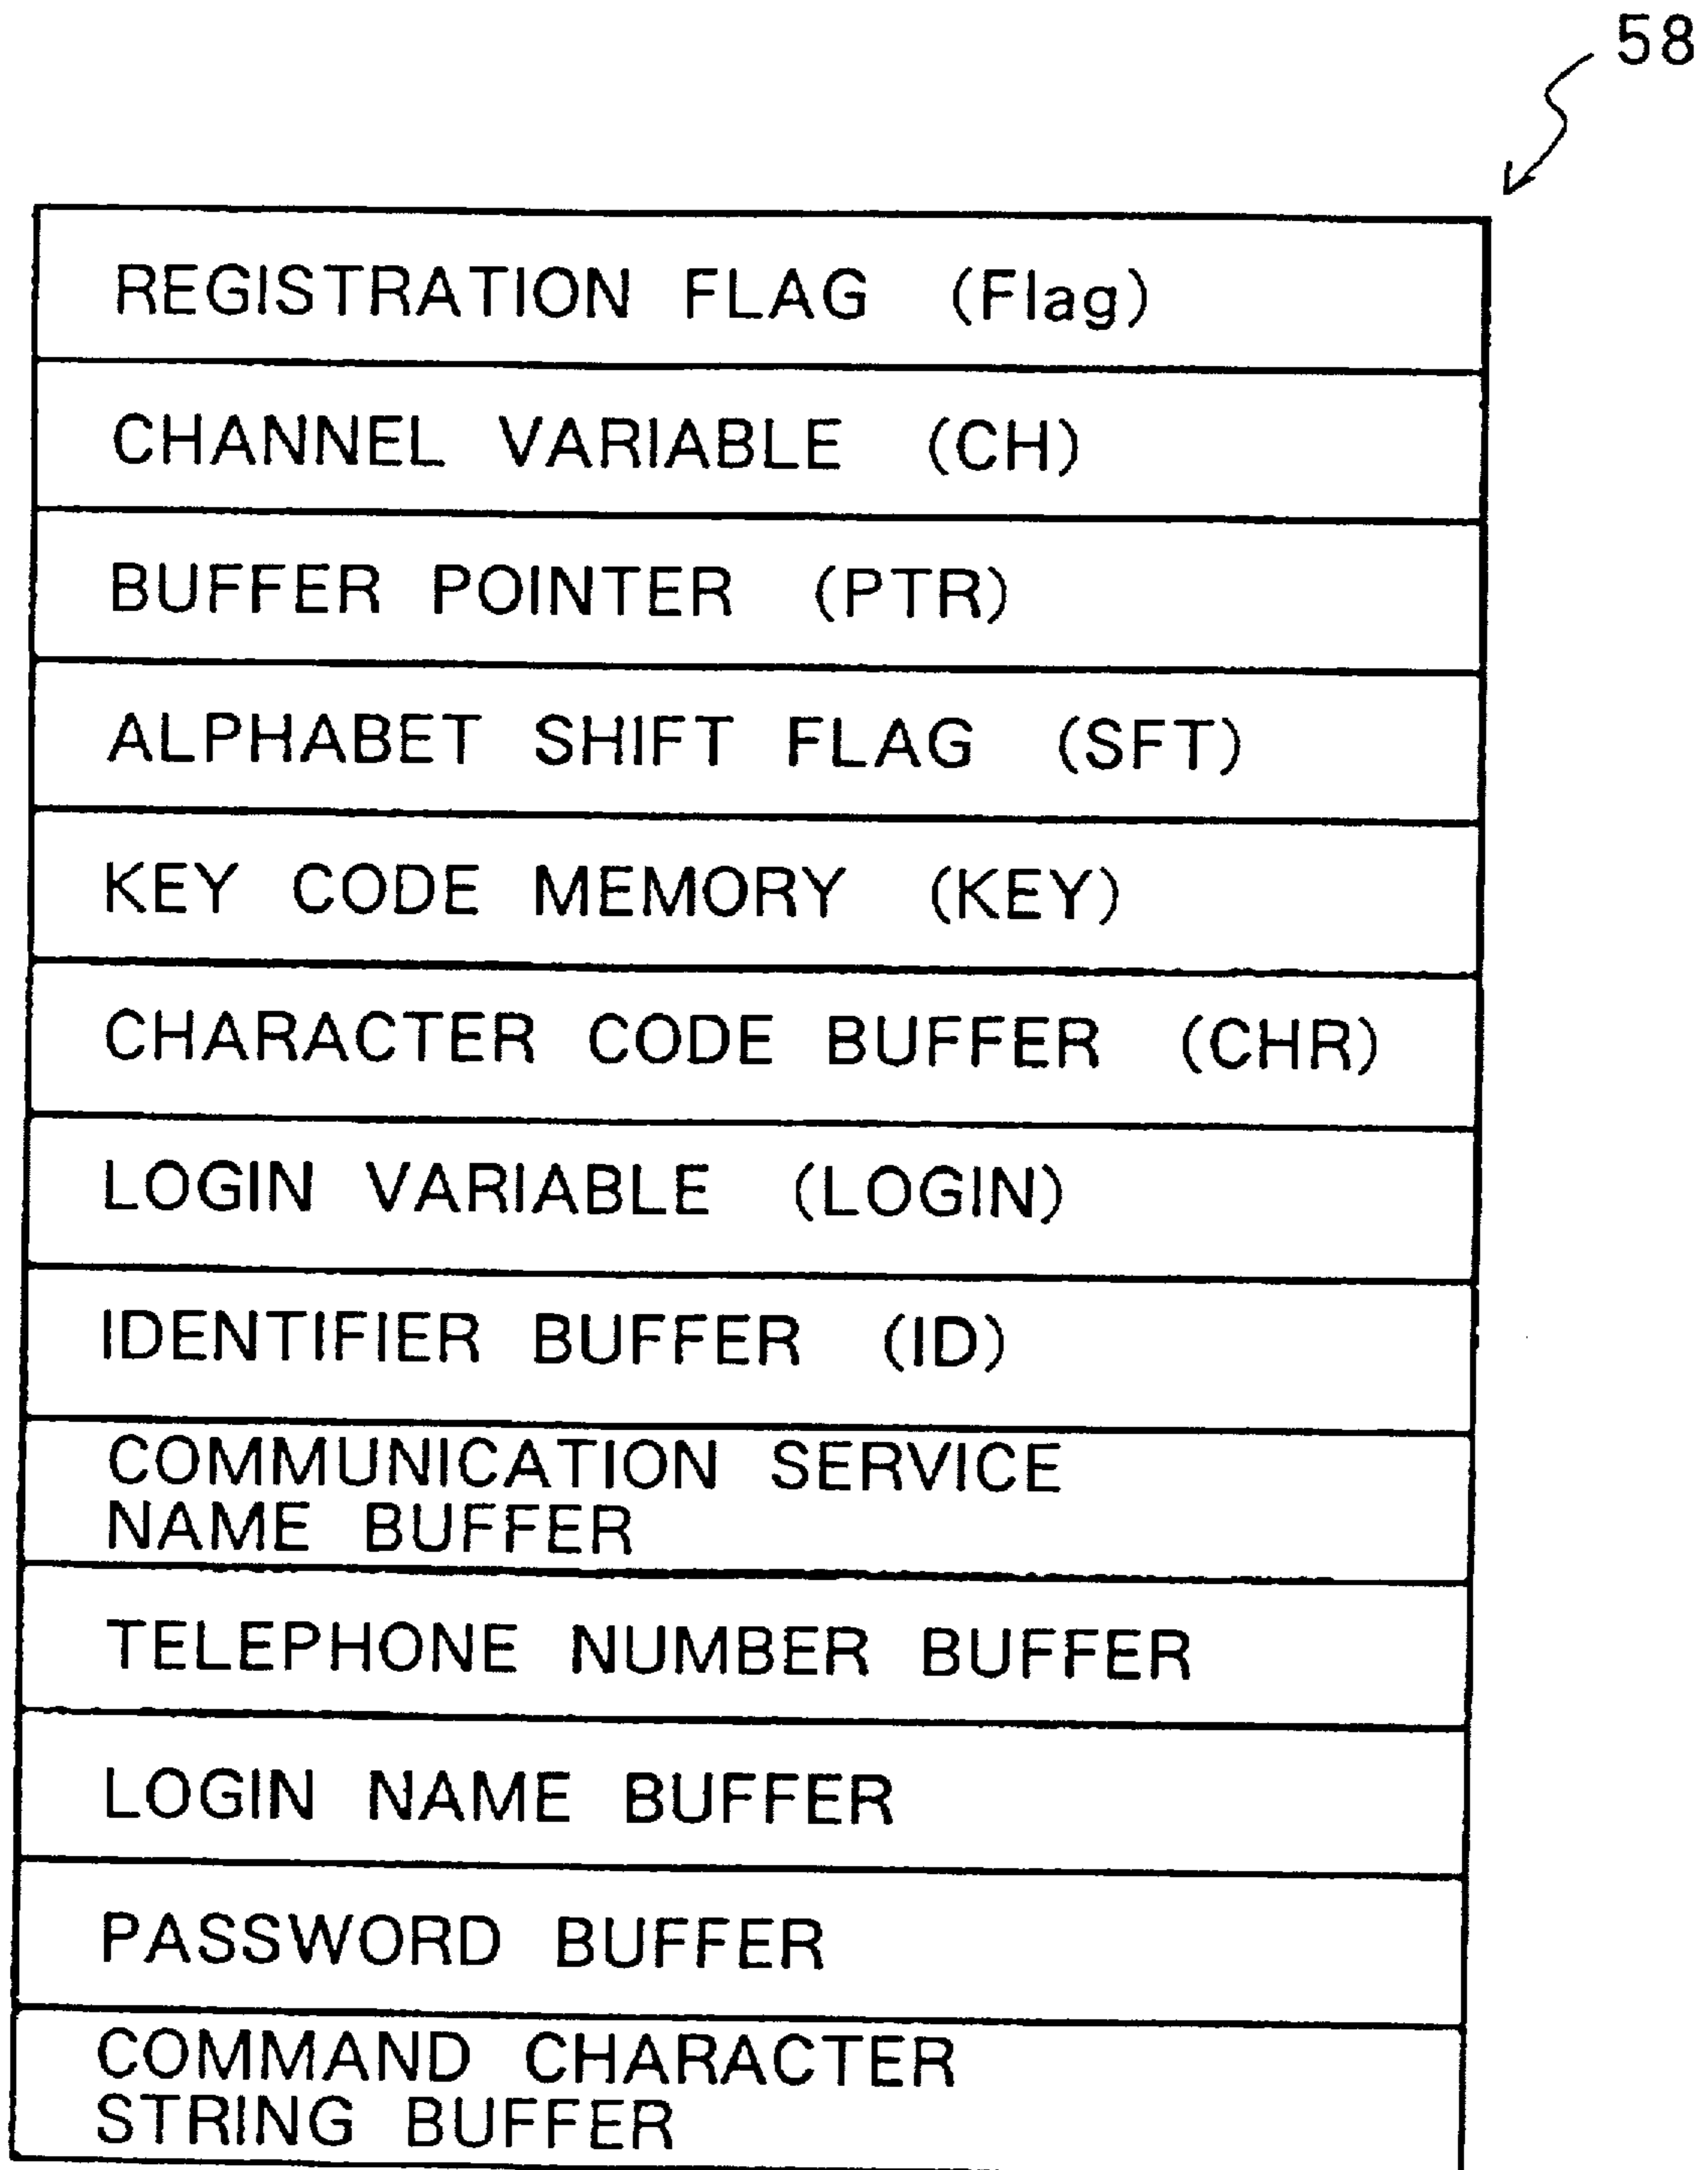 58
REGISTRATION FLAG (Flag)
CHANNEL VARIABLE (CH)
BUFFER POINTER (PTR)
ALPHABET SHIFT FLAG (SFT)
KEY CODE MEMORY (KEY)
CHARACTER CODE BUFFER (CHR)
LOGIN VARIABLE (LOGIN)
IDENTIFIER BUFFER (ID)
COMMUNICATION SERVICE
NAME BUFFER
TELEPHONE NUMBER BUFFER
LOGIN NAME BUFFER
PASSWORD BUFFER
COMMAND CHARACTER
STRING BUFFER